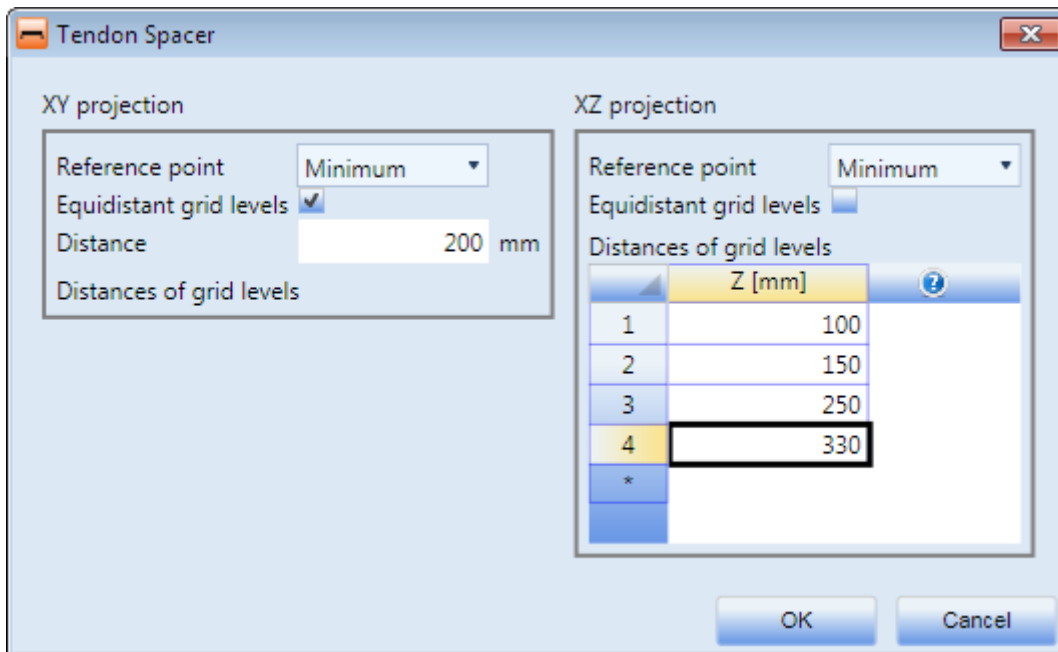 Tendon Spacer
XY projection
Reference point Minimum
Equidistant grid levels
Distance 200 mm
Distances of grid levels
XZ projection
Reference point Minimum
Equidistant grid levels
Distances of grid levels
Z [mm] ?
1 100
2 150
3 250
4 330
*
OK Cancel